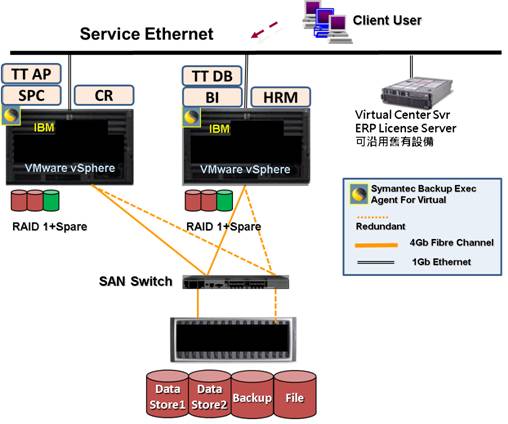 Client User
Service Ethernet
TT AP
SPC
CR
TT DB
BI
HRM
IBM
VMware vSphere
IBM
VMware vSphere
Virtual Center Svr
ERP License Server
可沿用舊有設備
RAID 1+Spare
RAID 1+Spare
Symantec Backup Exec
Agent For Virtual
Redundant
4Gb Fibre Channel
1Gb Ethernet
SAN Switch
Data
Store1
Data
Store2
Backup
File